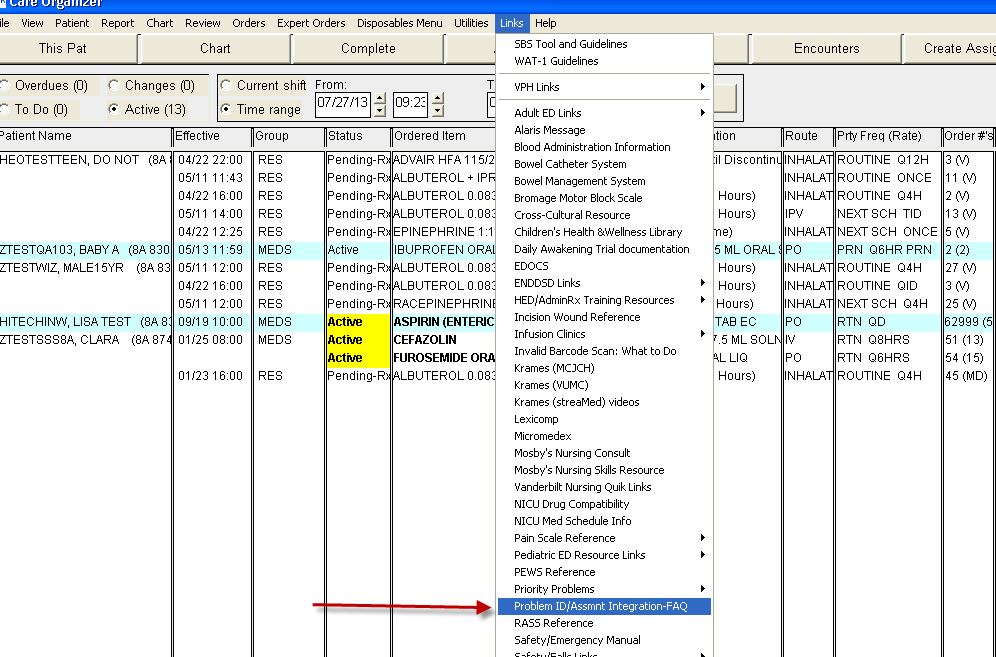 Care Organizer
ile View Patient Report Chart Review Orders Expert Orders Disposables Menu Utilities Links Help
This Pat Chart Complete Encounters Create Assig
Overdues (0) Changes (0) Current shift From:
To Do (0) Active (13) Time range 07/27/13 09:23
Patient Name Effective Group Status Ordered Item tion Route Prty Freq (Rate) Order #'s
HEOTESTTEEN, DO NOT (8A 04/22 22:00 RES Pending-Rx ADVAIR HFA 115/2 til Discontinu INHALAT ROUTINE Q12H 3 (V)
05/11 11:43 RES Pending-Rx ALBUTEROL + IPR INHALAT ROUTINE ONCE 11 (V)
04/22 16:00 RES Pending-Rx ALBUTEROL 0.083 Hours) INHALAT ROUTINE Q4H 2 (V)
05/11 14:00 RES Pending-Rx ALBUTEROL 0.083 Hours) IPV NEXT SCH TID 13 (V)
04/22 12:25 RES Pending-Rx EPINEPHRINE 1:1 me) INHALAT NEXT SCH ONCE 5 (V)
ZTESTQA103, BABY A (8A 830 05/13 11:59 MEDS Active IBUPROFEN ORAL 5 ML ORAL S PO PRN Q6HR PRN 2 (2)
ZTESTWIZ, MALE15YR (8A 83 05/11 12:00 RES Pending-Rx ALBUTEROL 0.083 Hours) INHALAT ROUTINE Q4H 27 (V)
04/22 16:00 RES Pending-Rx ALBUTEROL 0.083 Hours) INHALAT ROUTINE QID 3 (V)
05/11 12:00 RES Pending-Rx RACEPINEPHRINE Hours) INHALAT NEXT SCH Q4H 25 (V)
HITECHINW, LISA TEST (8A 83 09/19 10:00 MEDS Active ASPIRIN (ENTERIC TAB EC PO RTN QD 62999 (5
ZTESTSSS8A, CLARA (8A 874 01/25 08:00 MEDS Active CEFAZOLIN 7.5 ML SOLN IV RTN Q8HRS 51 (13)
Active FUROSEMIDE ORA AL LIQ PO RTN Q6HRS 54 (15)
01/23 16:00 RES Pending-Rx ALBUTEROL 0.083 Hours) INHALAT ROUTINE Q4H 45 (MD)
SBS Tool and Guidelines
WAT-1 Guidelines
VPH Links
Adult ED Links
Alaris Message
Blood Administration Information
Bowel Catheter System
Bowel Management System
Bromage Motor Block Scale
Cross-Cultural Resource
Children's Health &Wellness Library
Daily Awakening Trial documentation
EDOCS
ENDDSD Links
HED/AdminRx Training Resources
Incision Wound Reference
Infusion Clinics
Invalid Barcode Scan: What to Do
Krames (MCJCH)
Krames (VUMC)
Krames (streaMed) videos
Lexicomp
Micromedex
Mosby's Nursing Consult
Mosby's Nursing Skills Resource
Vanderbilt Nursing Quik Links
NICU Drug Compatibility
NICU Med Schedule Info
Pain Scale Reference
Pediatric ED Resource Links
PEWS Reference
Priority Problems
Problem ID/Assmnt Integration-FAQ
RASS Reference
Safety/Emergency Manual
Safety/Falls Links